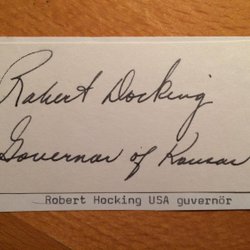 Robert Docking
Governor of Kansas
Robert Hocking USA guvernör